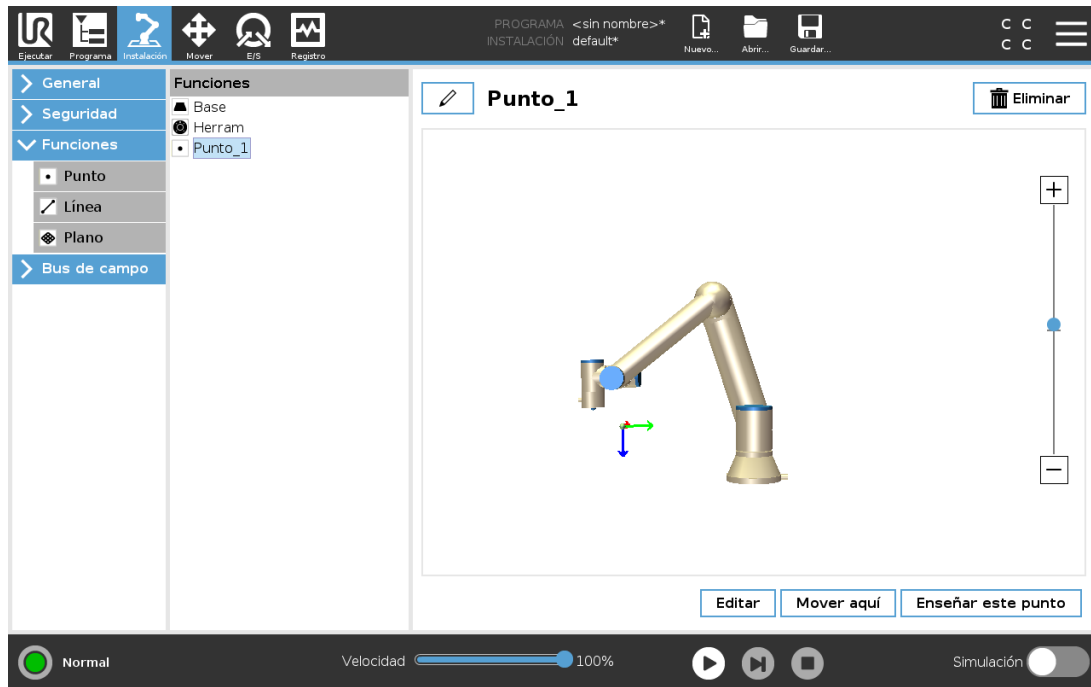 PROGRAMA <sin nombre>*
INSTALACIÓN default*
Ejecutar
Programa
Instalación
Mover
E/S
Registro
Nuevo...
Abrir...
Guardar...
C C
C C
General
Seguridad
Funciones
Punto
Línea
Plano
Bus de campo
Funciones
Base
Herram
Punto_1
Punto_1
Eliminar
Editar
Mover aquí
Enseñar este punto
Normal
Velocidad
100%
Simulación